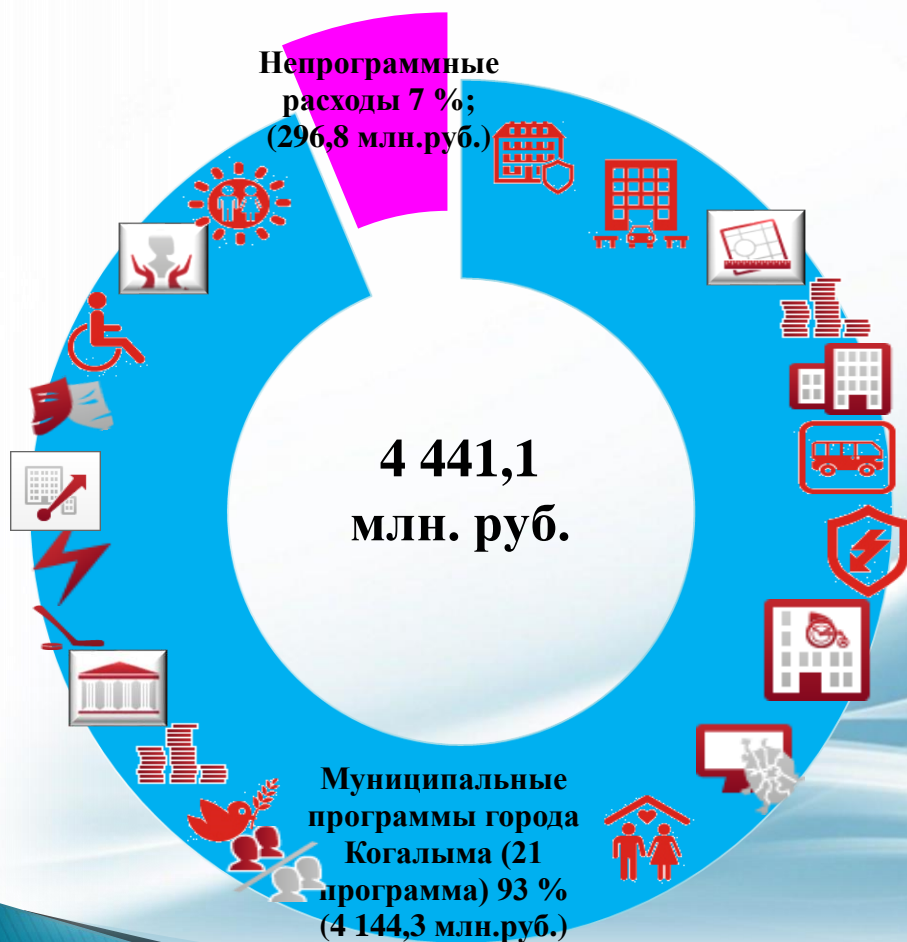 Непрограммные
расходы 7 %;
(296,8 млн.руб.)
4 441,1
млн. руб.
Муниципальные
программы города
Когалыма (21
программа) 93 %
(4 144,3 млн.руб.)